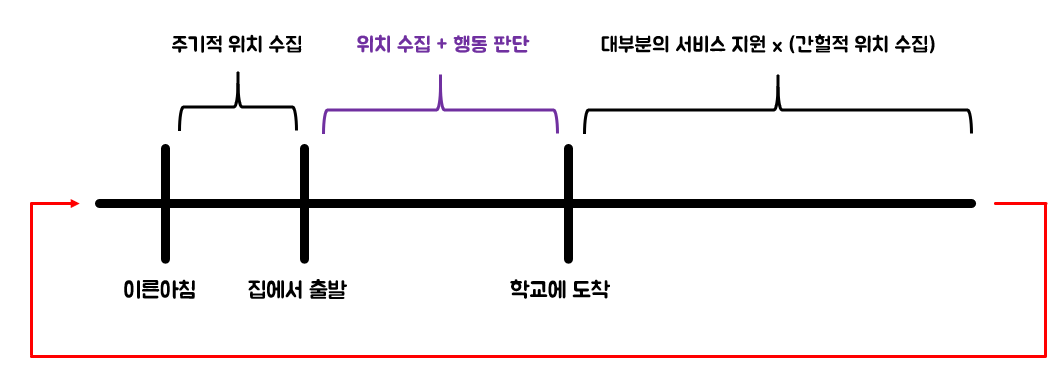 주기적 위치 수집
위치 수집 + 행동 판단
대부분의 서비스 지원 x (간헐적 위치 수집)
이른아침
집에서 출발
학교에 도착